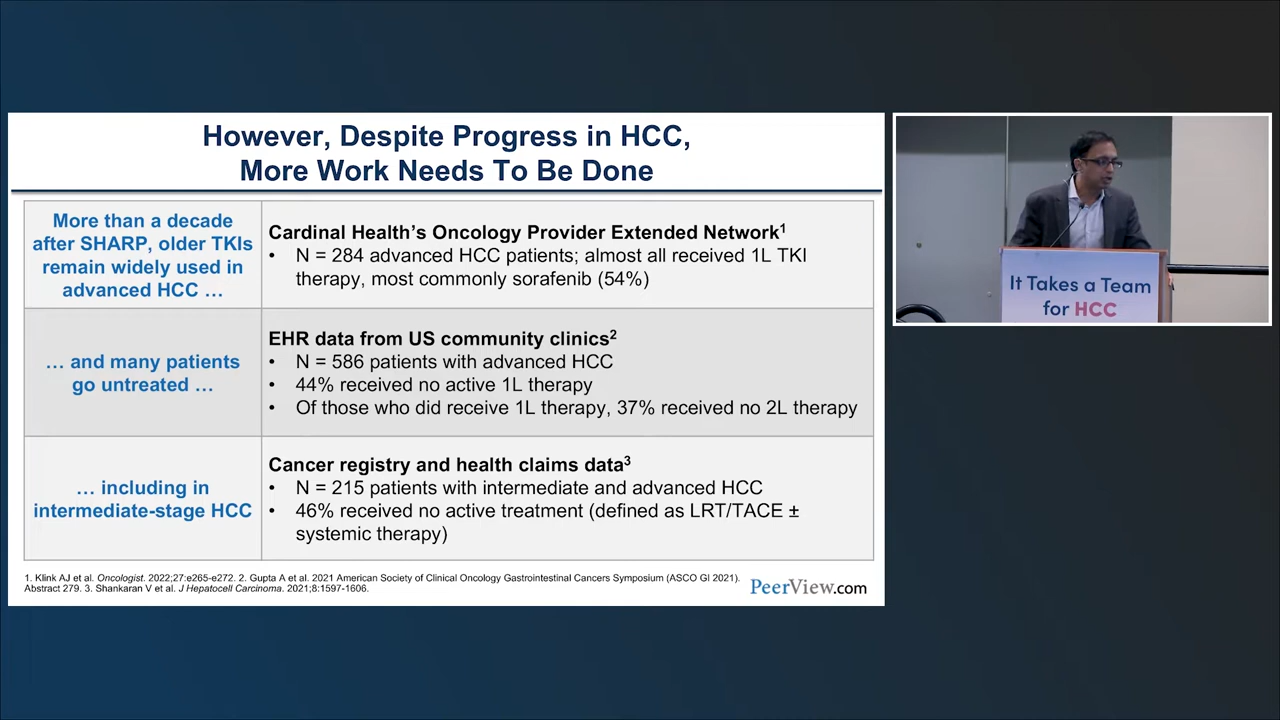 However, Despite Progress in HCC,
More Work Needs To Be Done
More than a decade
after SHARP, older TKIs
remain widely used in
advanced HCC …
Cardinal Health's Oncology Provider Extended Network1
• N = 284 advanced HCC patients; almost all received 1L TKI
therapy, most commonly sorafenib (54%)
… and many patients
go untreated …
EHR data from US community clinics2
• N = 586 patients with advanced HCC
• 44% received no active 1L therapy
• Of those who did receive 1L therapy, 37% received no 2L therapy
… including in
intermediate-stage HCC
Cancer registry and health claims data3
• N = 215 patients with intermediate and advanced HCC
• 46% received no active treatment (defined as LRT/TACE ±
systemic therapy)
1. Klink AJ et al. Oncologist. 2022;27:e265-e272. 2. Gupta A et al. 2021 American Society of Clinical Oncology Gastrointestinal Cancers Symposium (ASCO GI 2021).
Abstract 279. 3. Shankaran V et al. J Hepatocell Carcinoma. 2021;8:1597-1606.
PeerView.com
It Takes a Team
for HCC